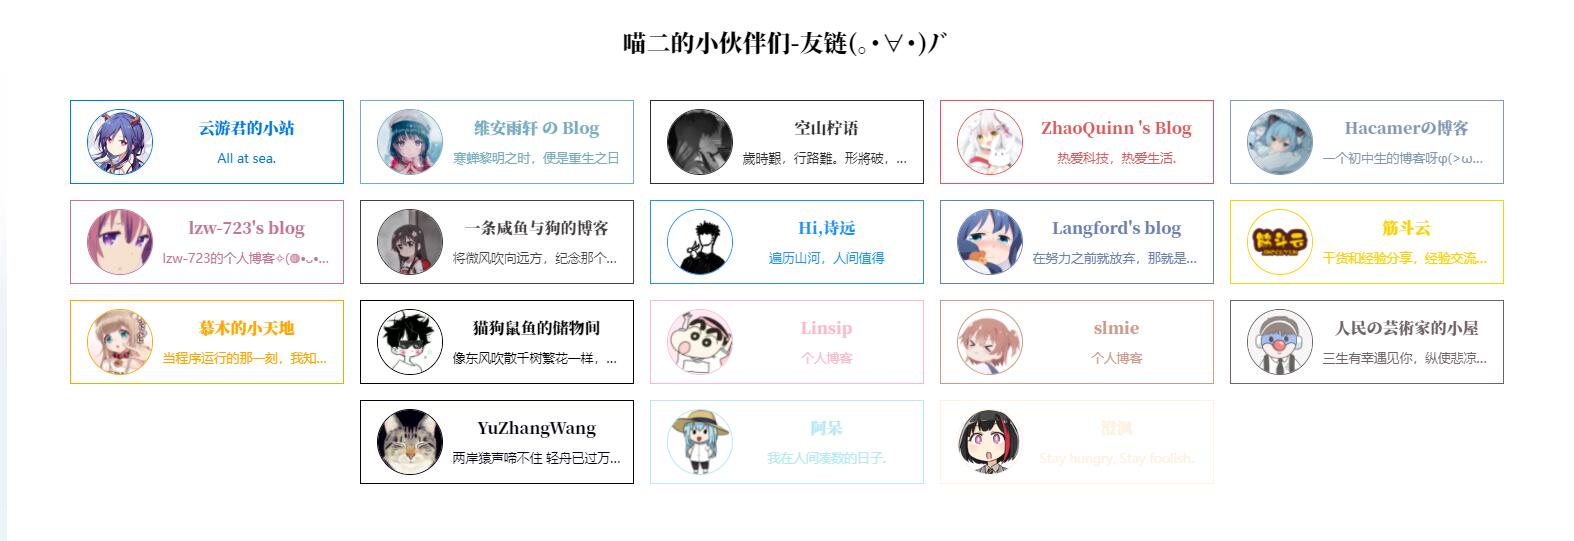 喵二的小伙伴们-友链(｡･∀･)ﾉﾞ
云游君的小站
All at sea.
维安雨轩 の Blog
寒蝉黎明之时，便是重生之日
空山柠语
歲時艱，行路難。形將破，...
ZhaoQuinn 's Blog
热爱科技，热爱生活.
Hacamerの博客
一个初中生的博客呀φ(>ω...
lzw-723's blog
lzw-723的个人博客✧(◍•ᴗ•...
一条咸鱼与狗的博客
将微风吹向远方，纪念那个...
Hi,诗远
遍历山河，人间值得
Langford's blog
在努力之前就放弃，那就是...
筋斗云
干货和经验分享，经验交流...
慕木的小天地
当程序运行的那一刻，我知...
猫狗鼠鱼的储物间
像东风吹散千树繁花一样，...
Linsip
个人博客
slmie
个人博客
人民の芸術家的小屋
三生有幸遇见你，纵使悲凉...
YuZhangWang
两岸猿声啼不住 轻舟已过万...
阿呆
我在人间凑数的日子.
澄沨
Stay hungry, Stay foolish.